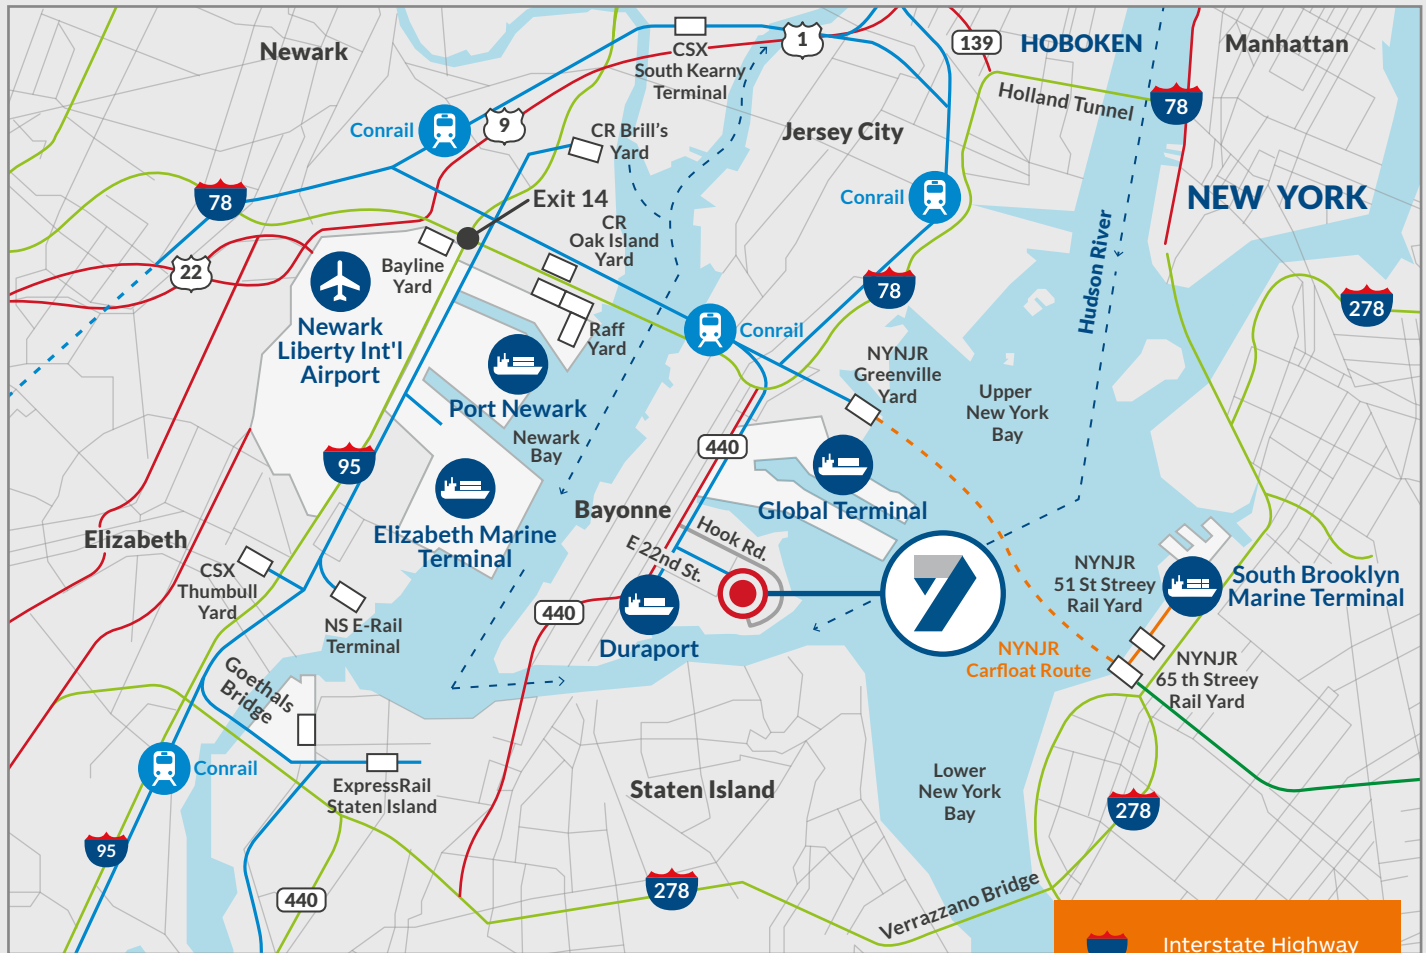 Newark
CSX
South Kearny
Terminal
1
139
HOBOKEN
Manhattan
Holland Tunnel
78
Conrail
9
CR Brill's
Yard
Jersey City
78
Exit 14
Conrail
NEW YORK
Hudson River
22
Bayline
Yard
CR
Oak Island
Yard
78
278
Newark
Liberty Int'l
Airport
Raff
Yard
Conrail
NYNJR
Greenville
Yard
Upper
New York
Bay
Port Newark
Newark
Bay
440
95
Global Terminal
Bayonne
Hook Rd.
E 22nd St.
Elizabeth
Elizabeth Marine
Terminal
CSX
Thumbull
Yard
NS E-Rail
Terminal
440
Duraport
7
NYNJR
51 St Streey
Rail Yard
South Brooklyn
Marine Terminal
NYNJR
Carfloat Route
NYNJR
65 th Streey
Rail Yard
Goethals
Bridge
Conrail
ExpressRail
Staten Island
Staten Island
Lower
New York
Bay
278
95
440
278
Verrazzano Bridge
Interstate Highway